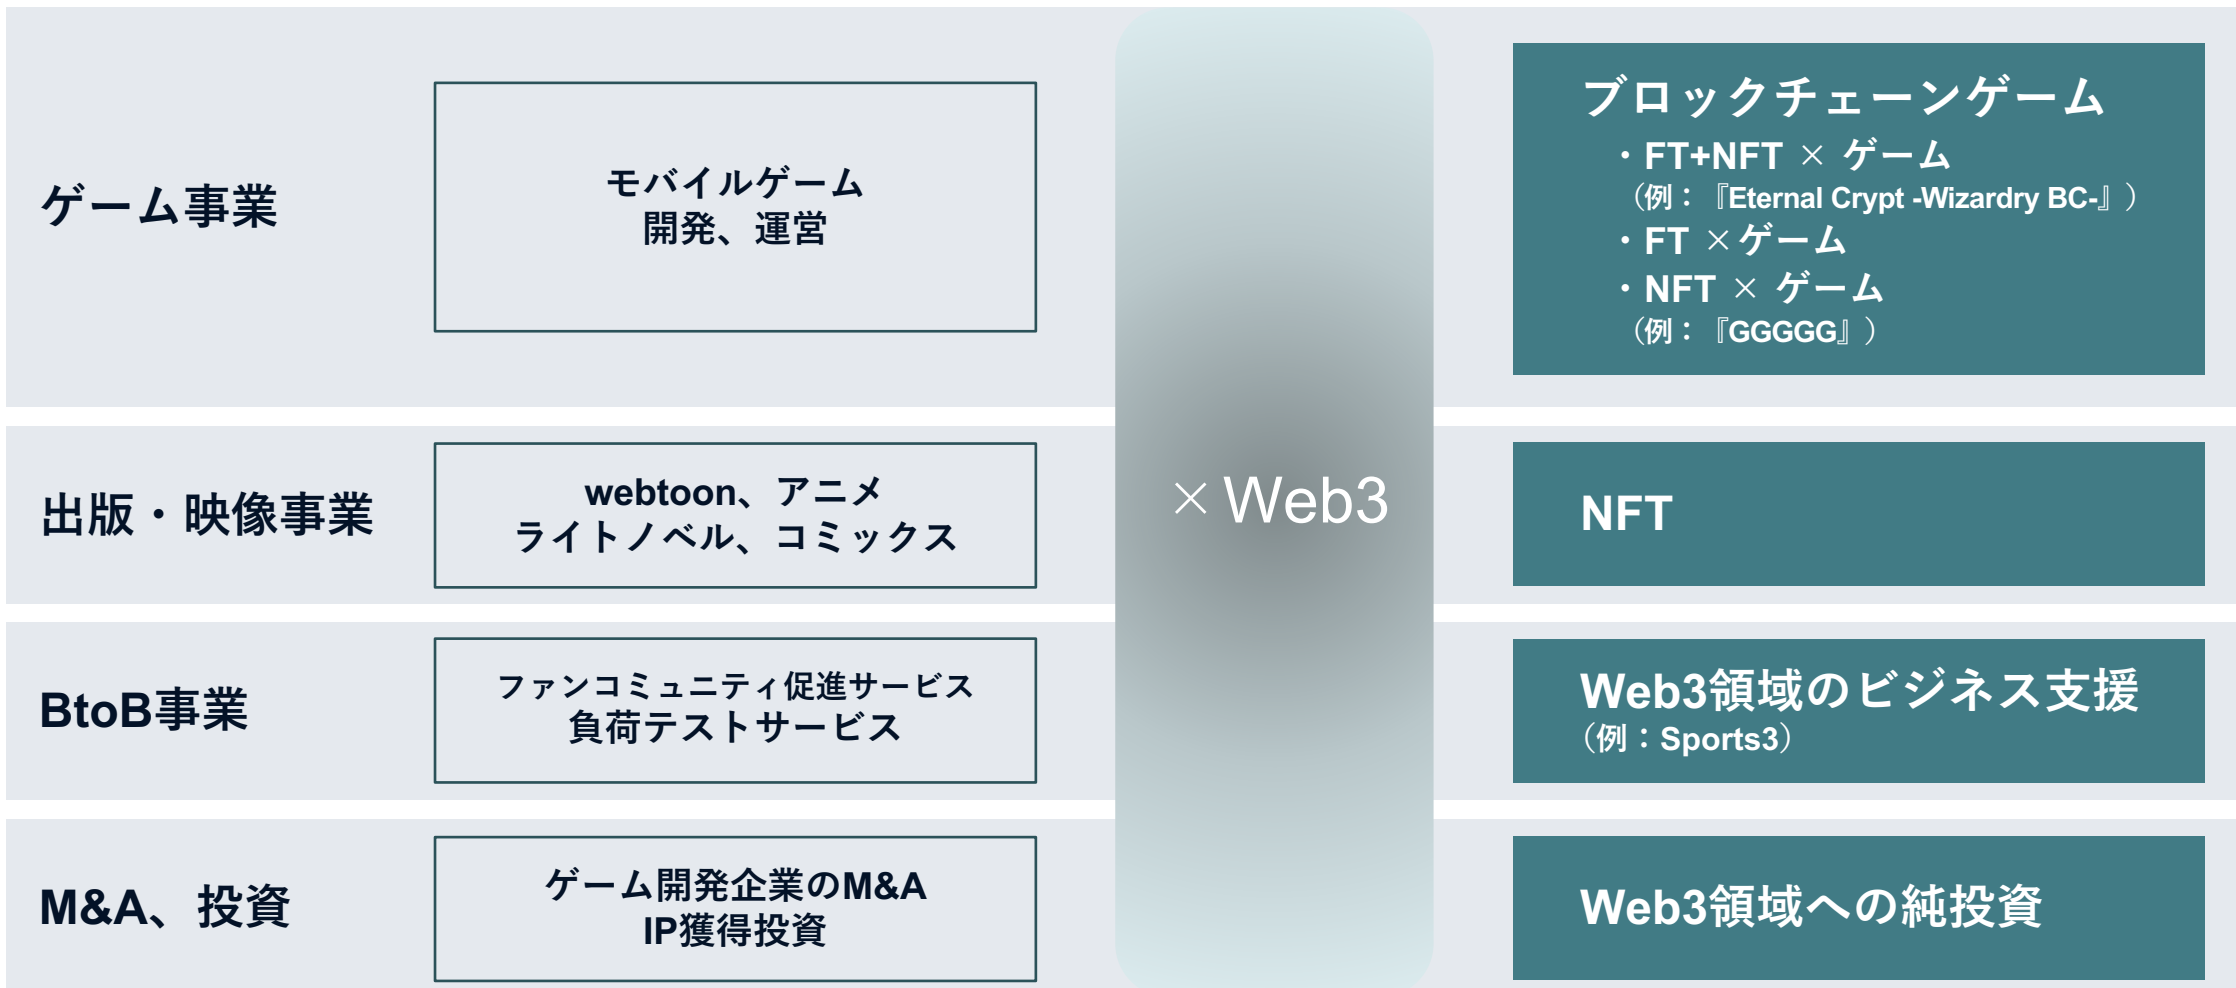 ゲーム事業
モバイルゲーム
開発、運営
ブロックチェーンゲーム
・FT+NFT × ゲーム
（例：『Eternal Crypt -Wizardry BC-』）
・FT ×ゲーム
・NFT × ゲーム
（例：『GGGGG』）
出版・映像事業
webtoon、アニメ
ライトノベル、コミックス
×Web3
NFT
BtoB事業
ファンコミュニティ促進サービス
負荷テストサービス
Web3領域のビジネス支援
（例：Sports3）
M&A、投資
ゲーム開発企業のM&A
IP獲得投資
Web3領域への純投資